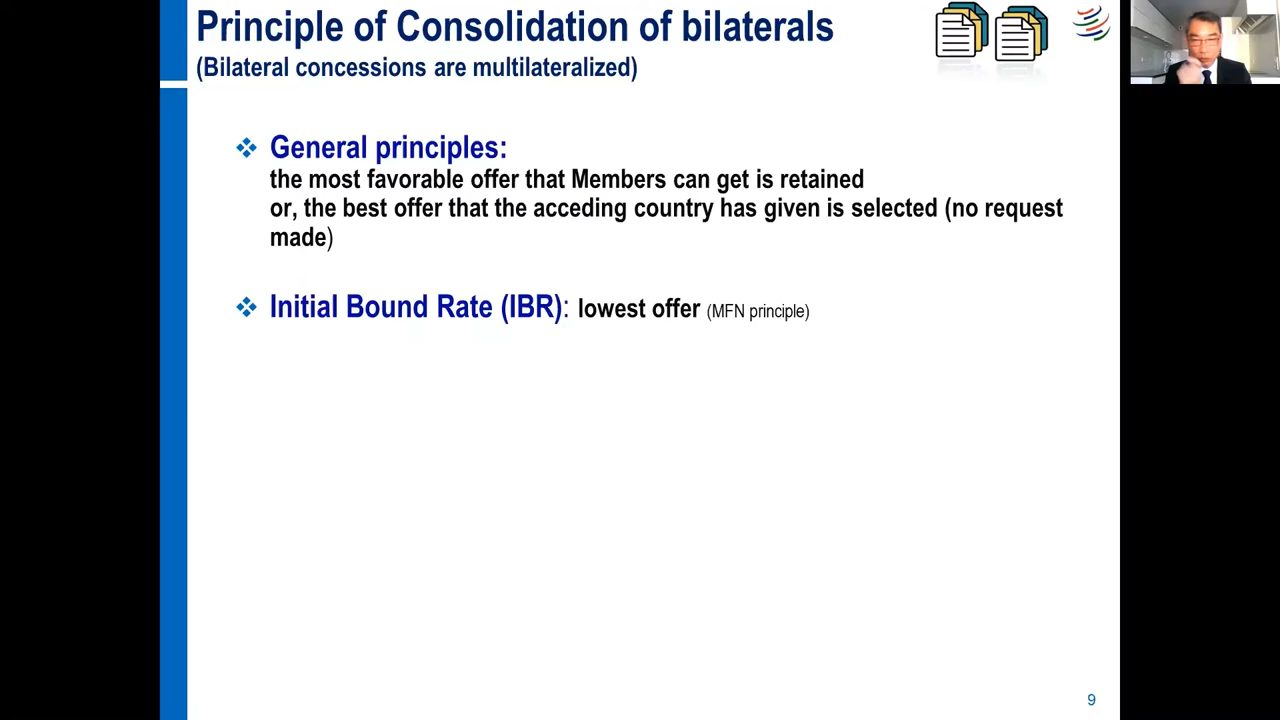 Principle of Consolidation of bilaterals
(Bilateral concessions are multilateralized)
❖ General principles:
the most favorable offer that Members can get is retained
or, the best offer that the acceding country has given is selected (no request
made)
❖ Initial Bound Rate (IBR): lowest offer (MFN principle)
9